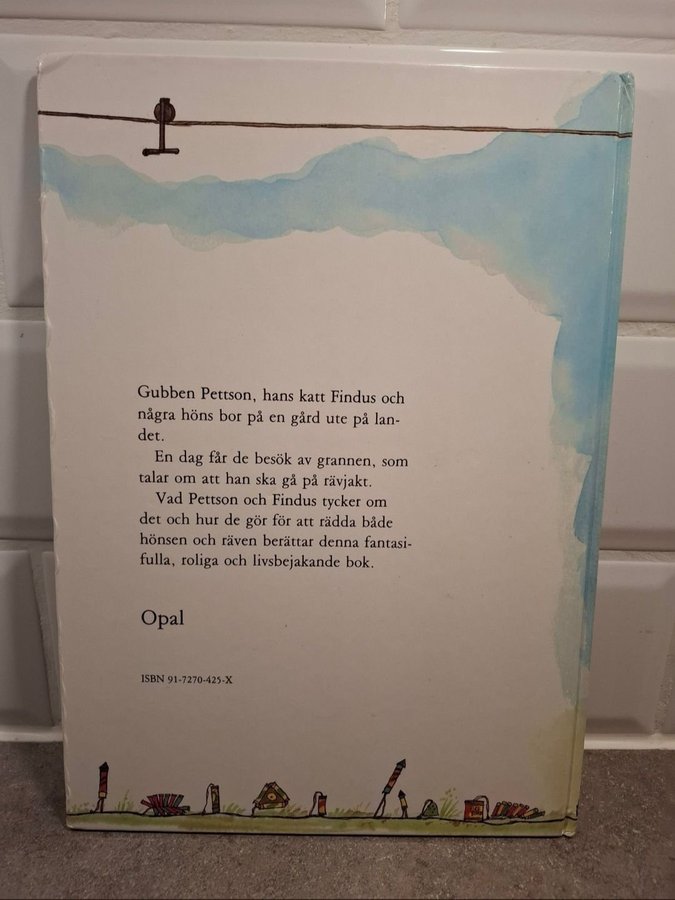 Gubben Pettson, hans katt Findus och
några höns bor på en gård ute på lan-
det.
En dag får de besök av grannen, som
talar om att han ska gå på rävjakt.
Vad Pettson och Findus tycker om
det och hur de gör för att rädda både
hönsen och räven berättar denna fantasi-
fulla, roliga och livsbejakande bok.
Opal
ISBN 91-7270-425-X